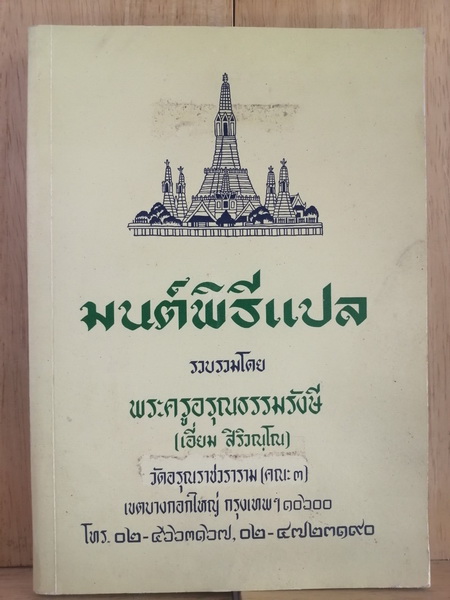 มนต์พิธีแปล
รวบรวมโดย
พระครูอรุณธรรมรังษี
(เอี่ยม สิริวณฺโณ)
วัดอรุณราชวราราม (คณะ ๓)
เขตบางกอกใหญ่ กรุงเทพฯ ๑๐๖๐๐
โทร. ๐๒-๔๖๖๓๑๖๗, ๐๒-๔๗๒๓๑๙๐